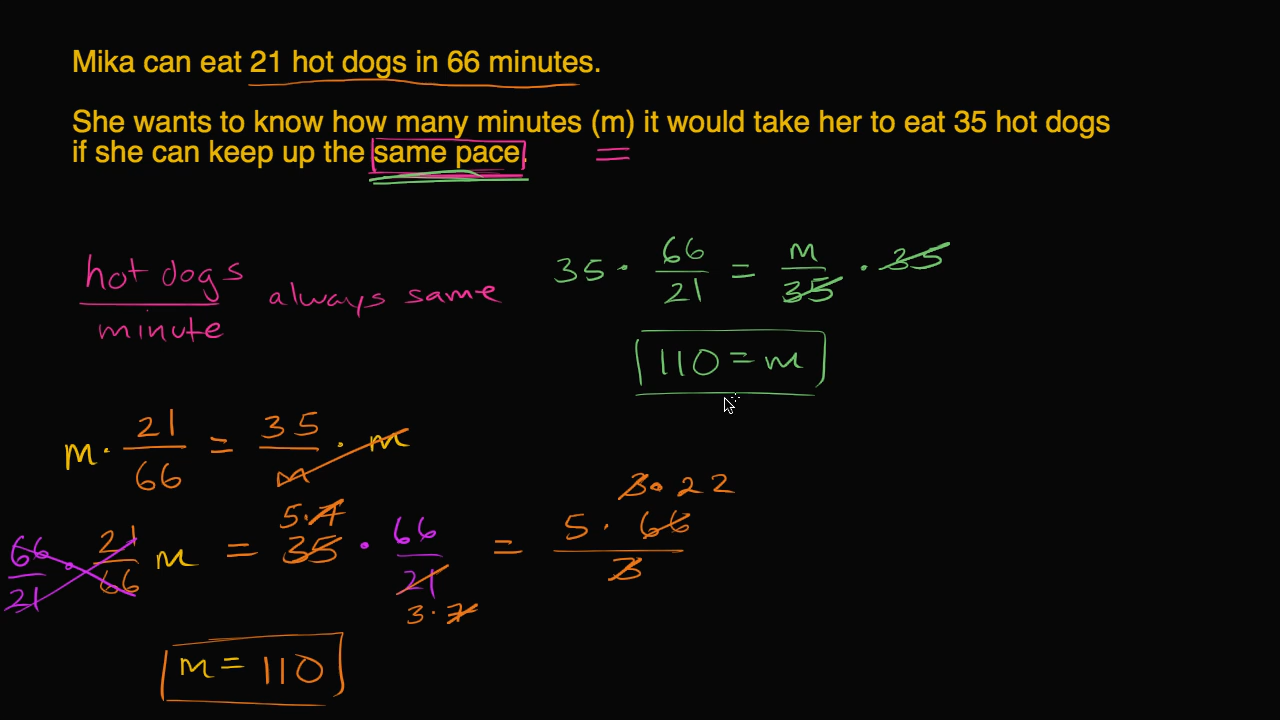 Mika can eat 21 hot dogs in 66 minutes.
She wants to know how many minutes (m) it would take her to eat 35 hot dogs
if she can keep up the same pace.
=
hot dogs
minute
always same
35 · 66/21 = m/35 · 35
110 = m
m · 21/66 = 35/m · m
3 · 22
5 · 7
66/21 · 21/66 m = 35 · 66/21 = 5 · 66/3
3 · 7
m = 110